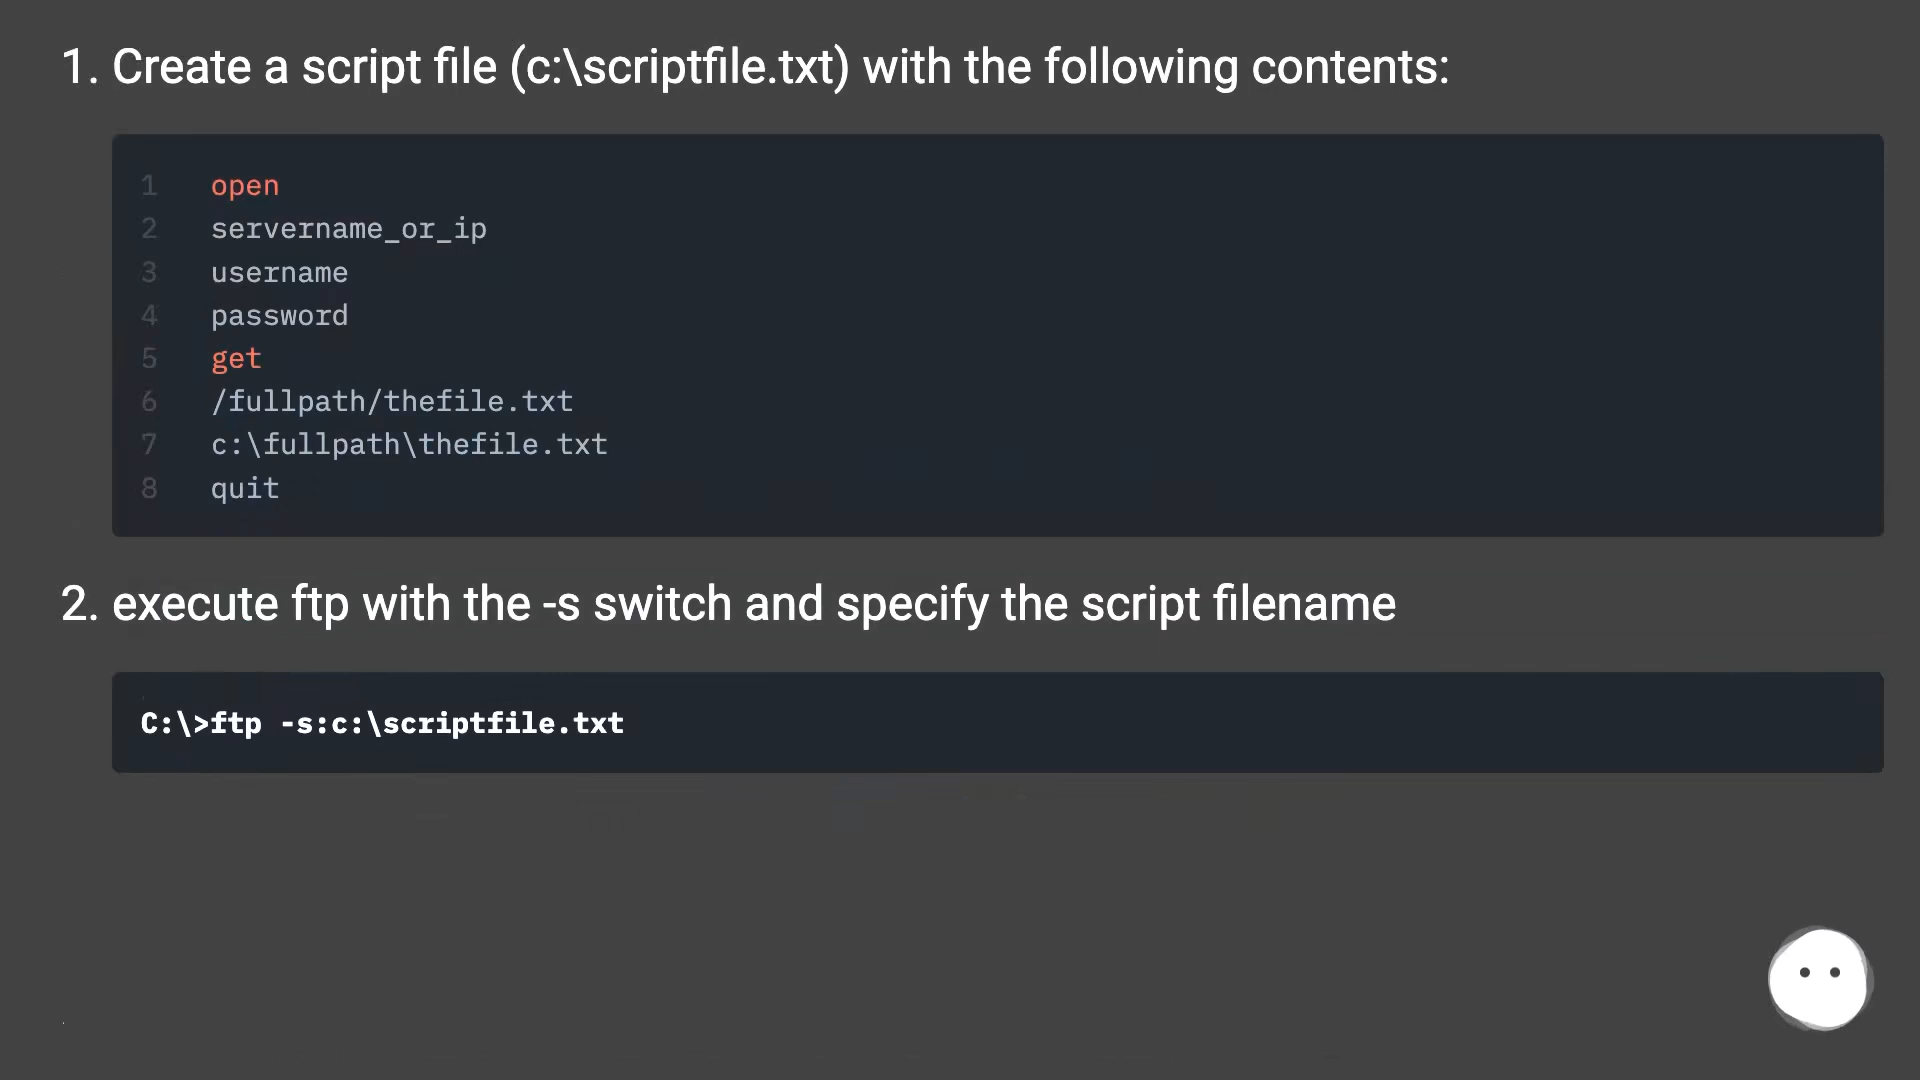 1. Create a script file (c:\scriptfile.txt) with the following contents:
1 open
2 servername_or_ip
3 username
4 password
5 get
6 /fullpath/thefile.txt
7 c:\fullpath\thefile.txt
8 quit
2. execute ftp with the -s switch and specify the script filename
C:\>ftp -s:c:\scriptfile.txt